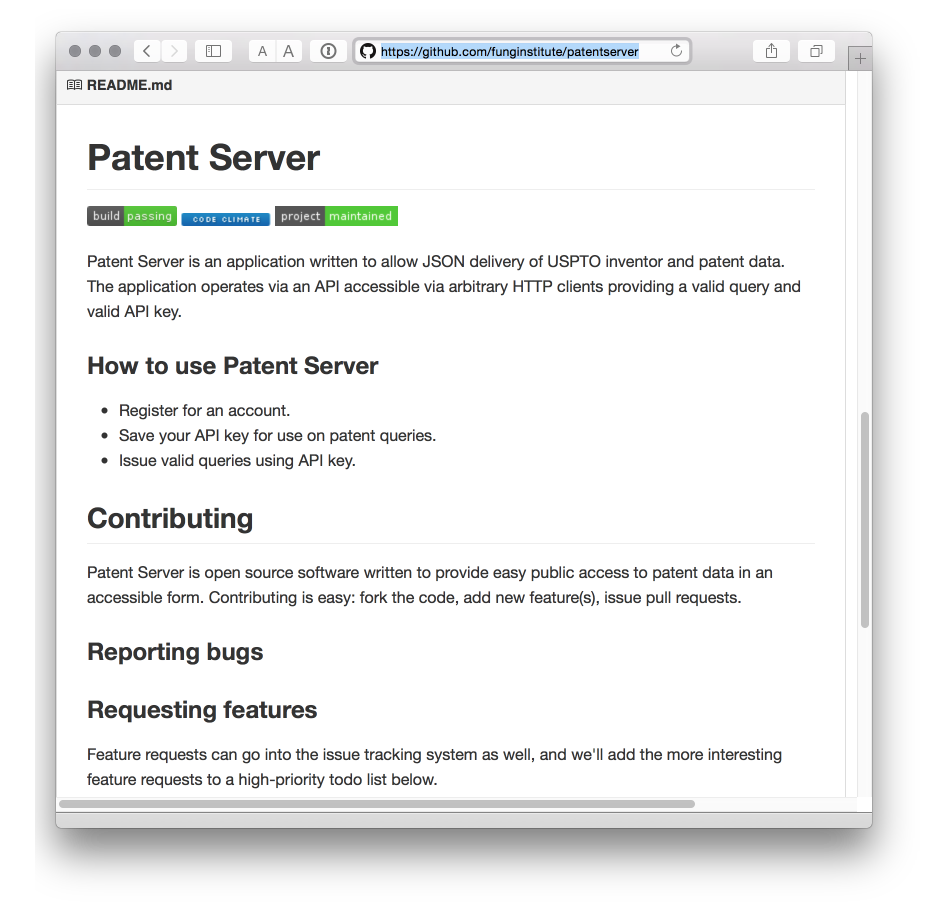 A A
https://github.com/funginstitute/patentserver
README.md
Patent Server
build passing CODE CLIMATE project maintained
Patent Server is an application written to allow JSON delivery of USPTO inventor and patent data.
The application operates via an API accessible via arbitrary HTTP clients providing a valid query and
valid API key.
How to use Patent Server
• Register for an account.
• Save your API key for use on patent queries.
• Issue valid queries using API key.
Contributing
Patent Server is open source software written to provide easy public access to patent data in an
accessible form. Contributing is easy: fork the code, add new feature(s), issue pull requests.
Reporting bugs
Requesting features
Feature requests can go into the issue tracking system as well, and we'll add the more interesting
feature requests to a high-priority todo list below.